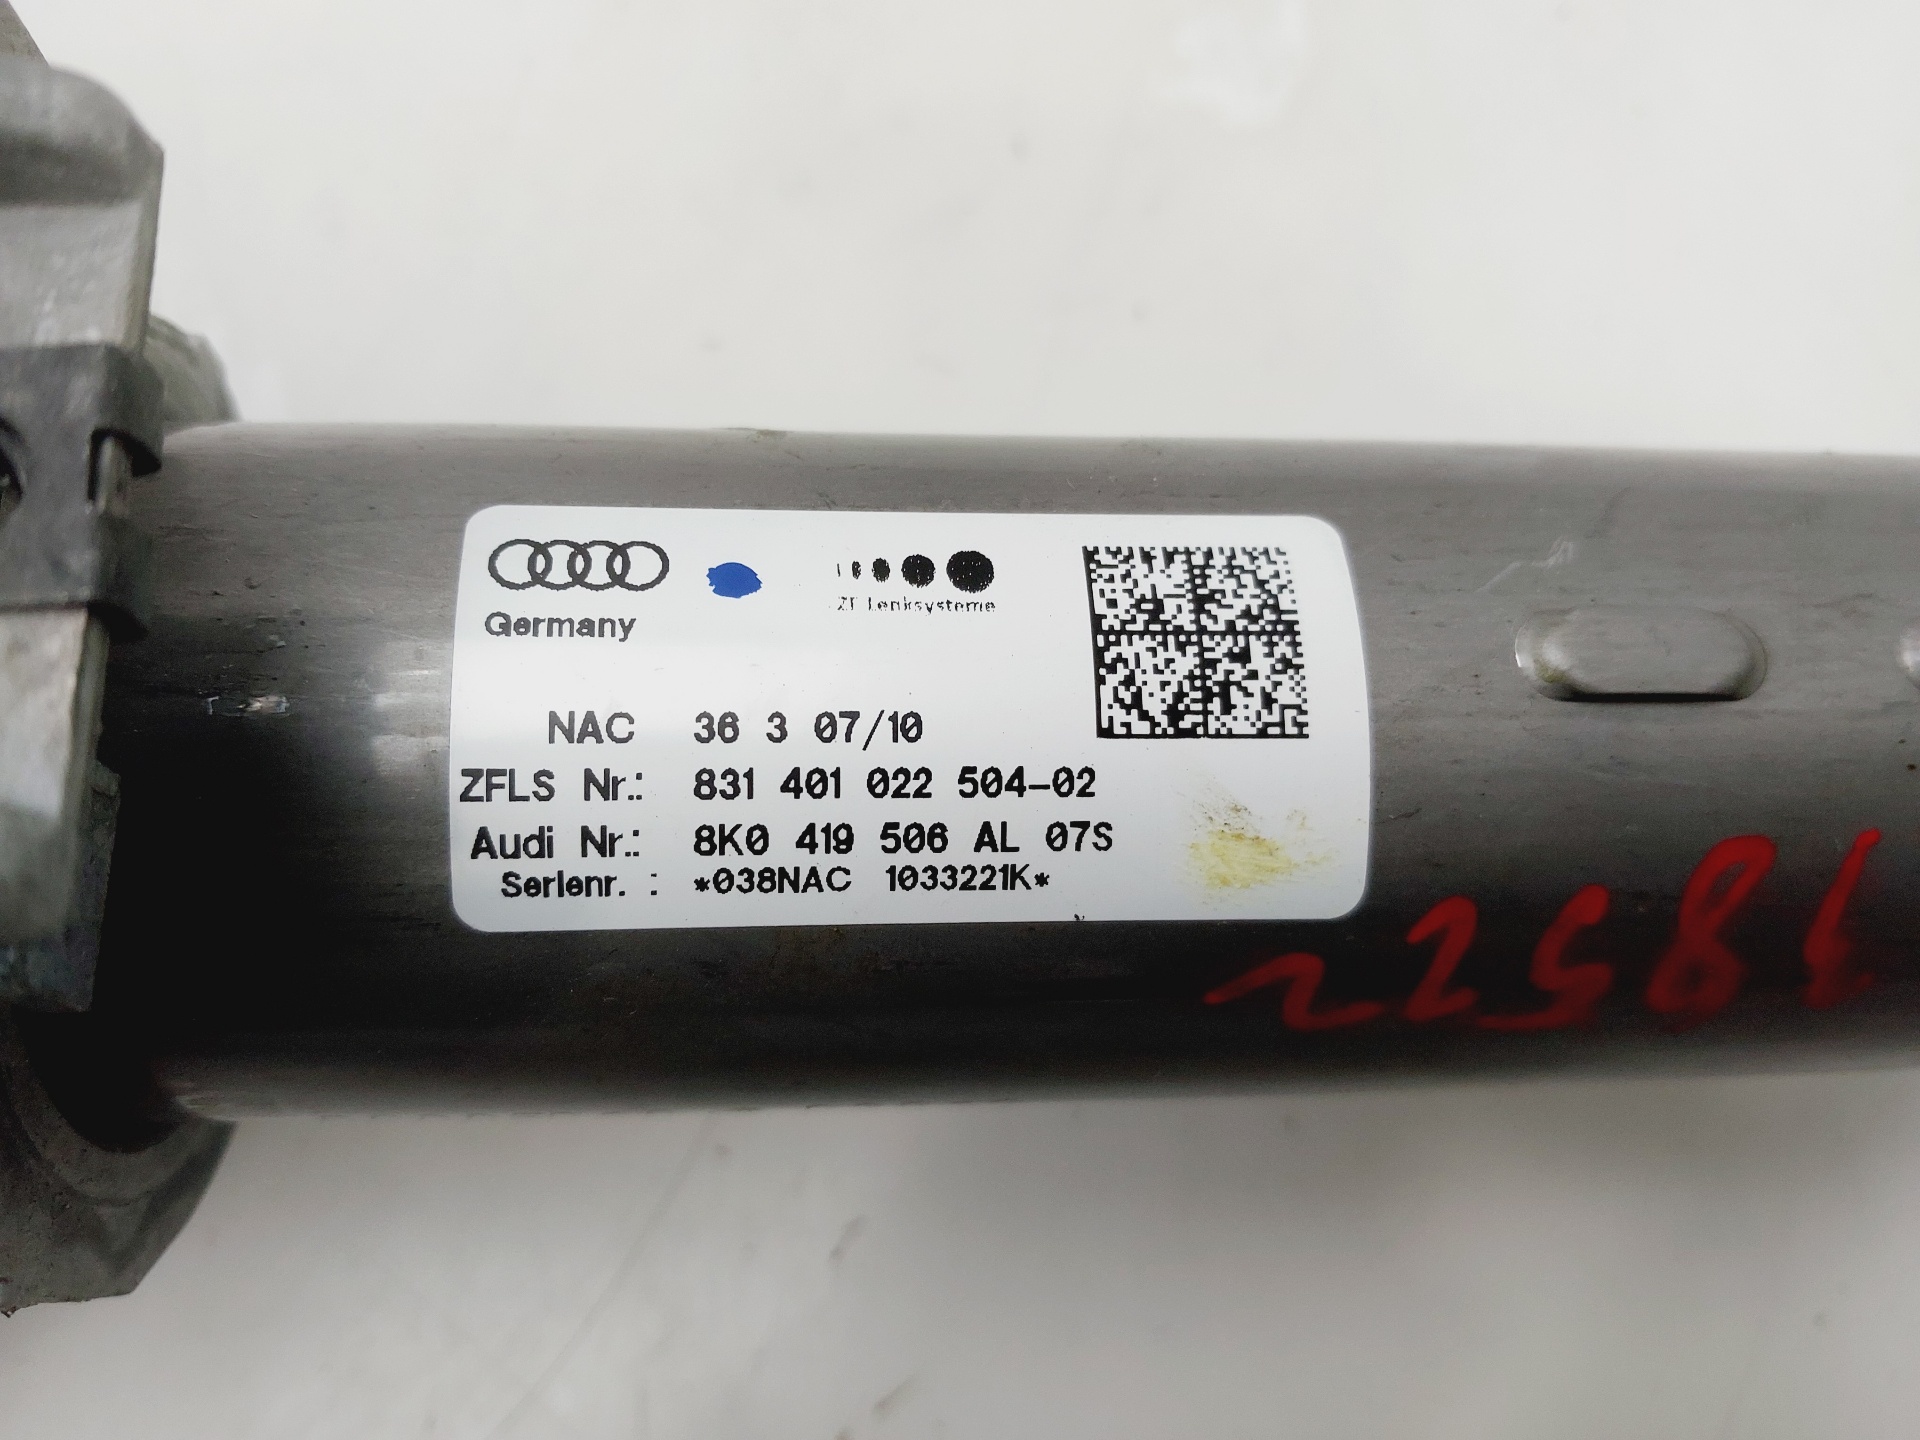 Germany
ZF Lenksysteme
NAC 36 3 07/10
ZFLS Nr.: 831 401 022 504-02
Audi Nr.: 8K0 419 506 AL 07S
Serienr. : *038NAC 1033221K*